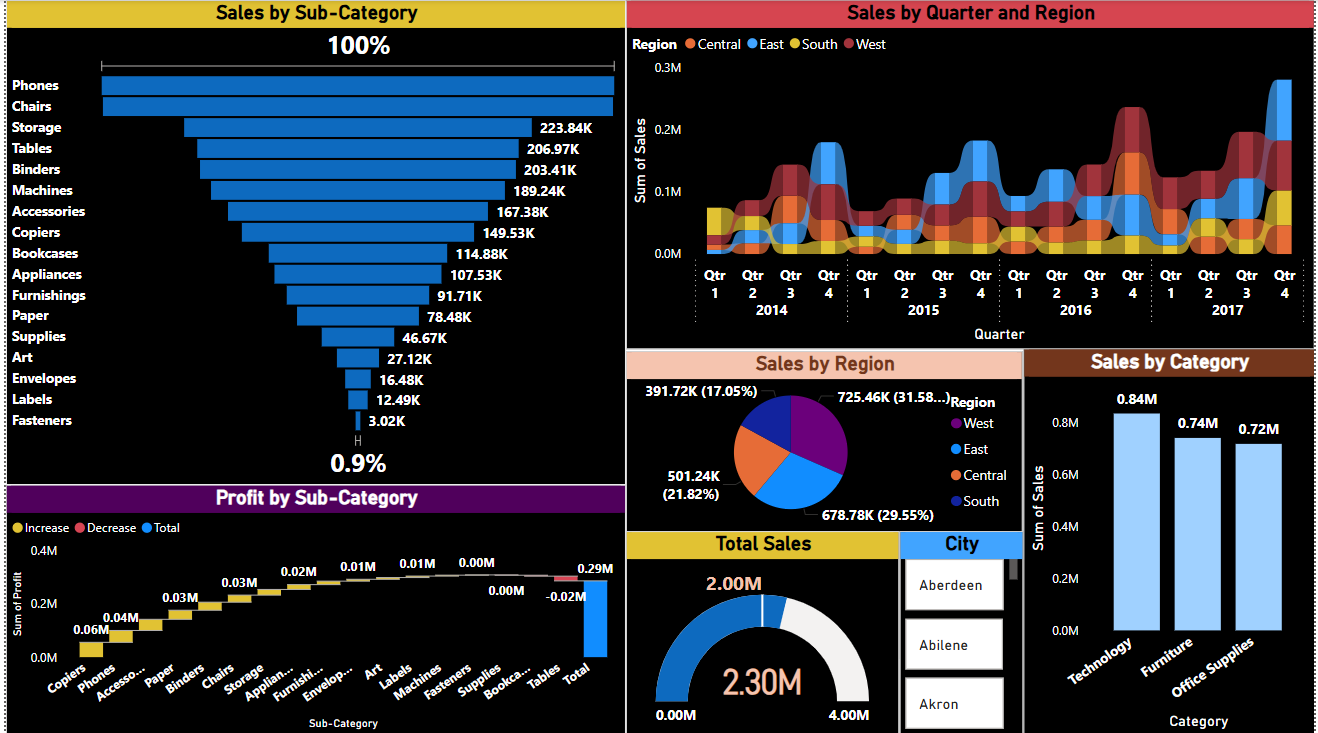 Sales by Sub-Category
100%
Phones
Chairs
Storage 223.84K
Tables 206.97K
Binders 203.41K
Machines 189.24K
Accessories 167.38K
Copiers 149.53K
Bookcases 114.88K
Appliances 107.53K
Furnishings 91.71K
Paper 78.48K
Supplies 46.67K
Art 27.12K
Envelopes 16.48K
Labels 12.49K
Fasteners 3.02K
0.9%
Sales by Quarter and Region
Region Central East South West
0.3M
0.2M
0.1M
0.0M
Sum of Sales
Qtr 1 Qtr 2 Qtr 3 Qtr 4 Qtr 1 Qtr 2 Qtr 3 Qtr 4 Qtr 1 Qtr 2 Qtr 3 Qtr 4 Qtr 1 Qtr 2 Qtr 3 Qtr 4
2014 2015 2016 2017
Quarter
Profit by Sub-Category
Increase Decrease Total
0.4M
0.2M
0.0M
Sum of Profit
0.06M 0.04M 0.03M 0.03M 0.02M 0.01M 0.01M 0.00M 0.00M -0.02M 0.29M
Copiers Phones Accesso... Paper Binders Chairs Storage Applian... Furnishi... Envelop... Art Labels Machines Fasteners Supplies Bookca... Tables Total
Sub-Category
Sales by Region
391.72K (17.05%)
725.46K (31.58...)
501.24K
(21.82%)
678.78K (29.55%)
Region
West
East
Central
South
Total Sales
2.00M
2.30M
0.00M 4.00M
City
Aberdeen
Abilene
Akron
Sales by Category
0.8M
0.6M
0.4M
0.2M
0.0M
Sum of Sales
0.84M 0.74M 0.72M
Technology Furniture Office Supplies
Category